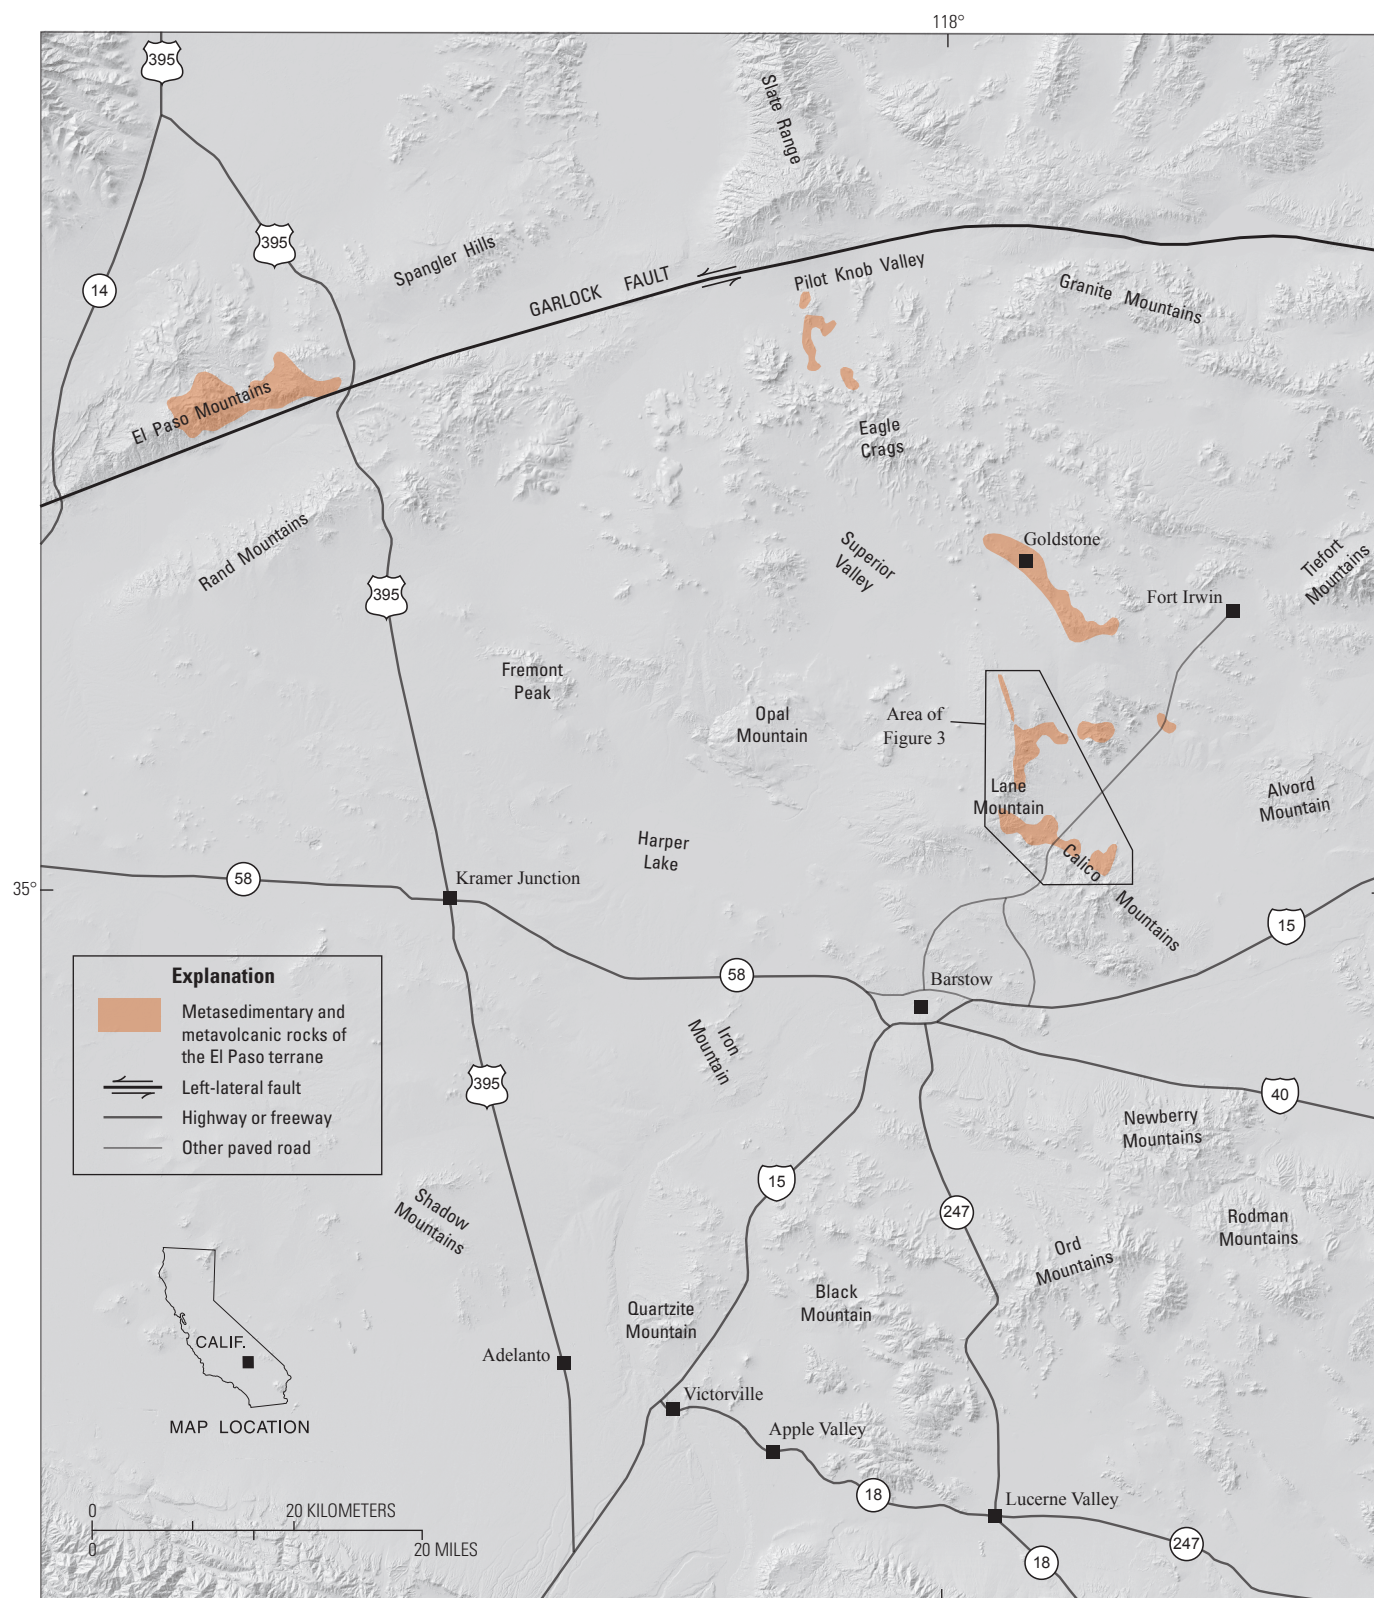 118°
395
Slate Range
395
Spangler Hills
14
GARLOCK FAULT
Pilot Knob Valley
Granite Mountains
El Paso Mountains
Eagle
Crags
Rand Mountains
Superior
Valley
Goldstone
Tiefort
Mountains
Fort Irwin
395
Fremont
Peak
Opal
Mountain
Area of
Figure 3
Lane
Mountain
Alvord
Mountain
Harper
Lake
Calico Mountains
35°
58
Kramer Junction
15
58
Barstow
Explanation
Metasedimentary and
metavolcanic rocks of
the El Paso terrane
Left-lateral fault
Highway or freeway
Other paved road
Iron
Mountain
395
40
Newberry
Mountains
15
247
Shadow
Mountains
Rodman
Mountains
Ord
Mountains
Black
Mountain
Quartzite
Mountain
CALIF.
MAP LOCATION
Adelanto
Victorville
Apple Valley
18
Lucerne Valley
0 20 KILOMETERS
0 20 MILES
247
18